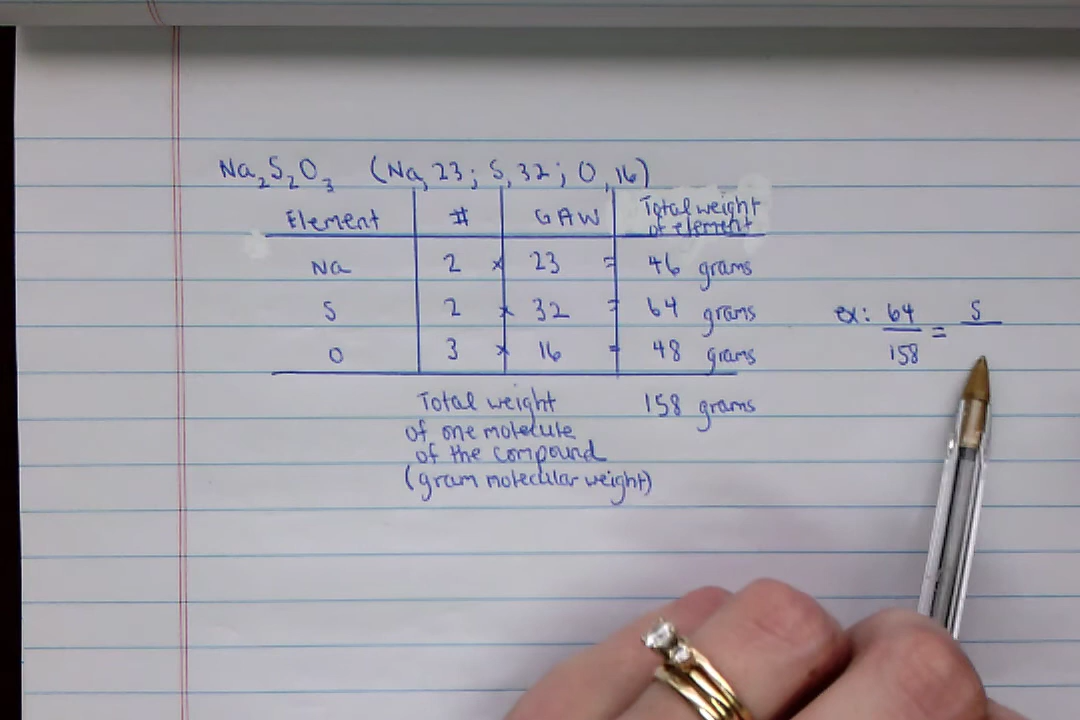 Na₂S₂O₃ (Na, 23; S, 32; O, 16)
Element # GAW Total weight
of element
Na 2 x 23 = 46 grams
S 2 x 32 = 64 grams
O 3 x 16 = 48 grams
ex: 64 = S
158
Total weight 158 grams
of one molecule
of the compound
(gram molecular weight)